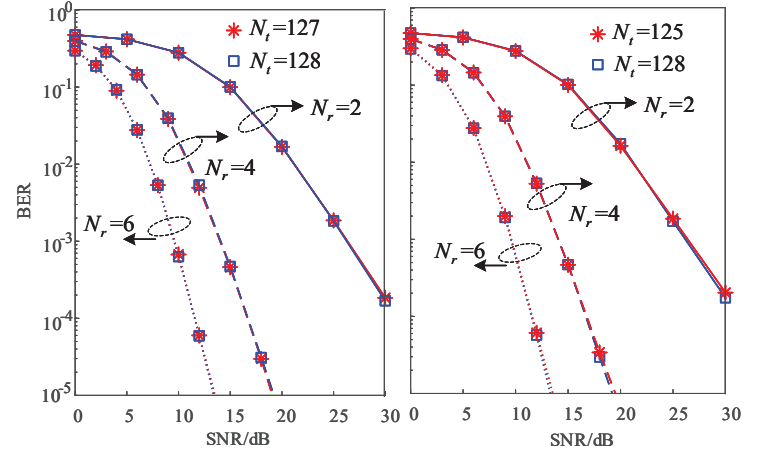 10^0
10^-1
10^-2
10^-3
10^-4
10^-5
BER
N_t=127
N_t=128
N_r=2
N_r=4
N_r=6
0 5 10 15 20 25 30
SNR/dB
N_t=125
N_t=128
N_r=2
N_r=4
N_r=6
0 5 10 15 20 25 30
SNR/dB